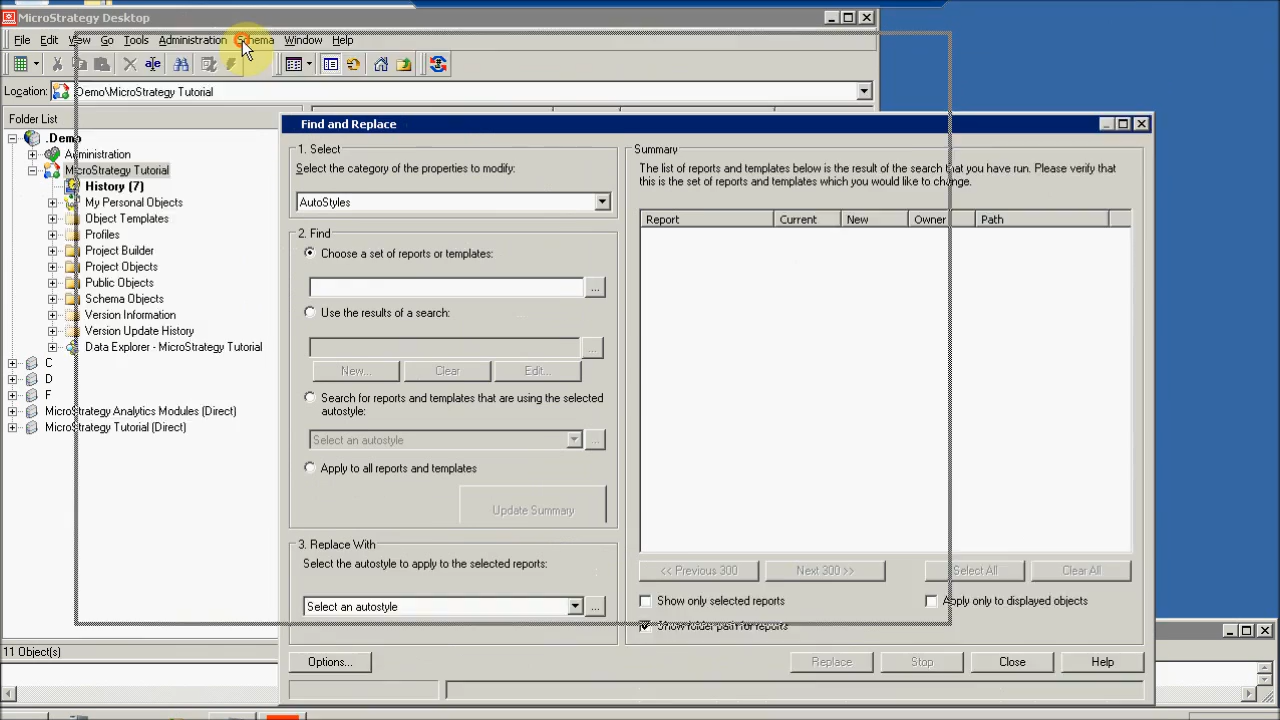 MicroStrategy Desktop
File Edit View Go Tools Administration Schema Window Help
Location: Demo\MicroStrategy Tutorial
Folder List
.Demo
Administration
MicroStrategy Tutorial
History (7)
My Personal Objects
Object Templates
Profiles
Project Builder
Project Objects
Public Objects
Schema Objects
Version Information
Version Update History
Data Explorer - MicroStrategy Tutorial
C
D
F
MicroStrategy Analytics Modules (Direct)
MicroStrategy Tutorial (Direct)
11 Object(s)
Find and Replace
1. Select
Select the category of the properties to modify:
AutoStyles
2. Find
Choose a set of reports or templates:
...
Use the results of a search:
...
New... Clear Edit...
Search for reports and templates that are using the selected
autostyle:
Select an autostyle ...
Apply to all reports and templates
Update Summary
3. Replace With
Select the autostyle to apply to the selected reports:
Select an autostyle ...
Options...
Summary
The list of reports and templates below is the result of the search that you have run. Please verify that
this is the set of reports and templates which you would like to change.
Report Current New Owner Path
<< Previous 300 Next 300 >> Select All Clear All
Show only selected reports Apply only to displayed objects
Show folder path for reports
Replace Stop Close Help